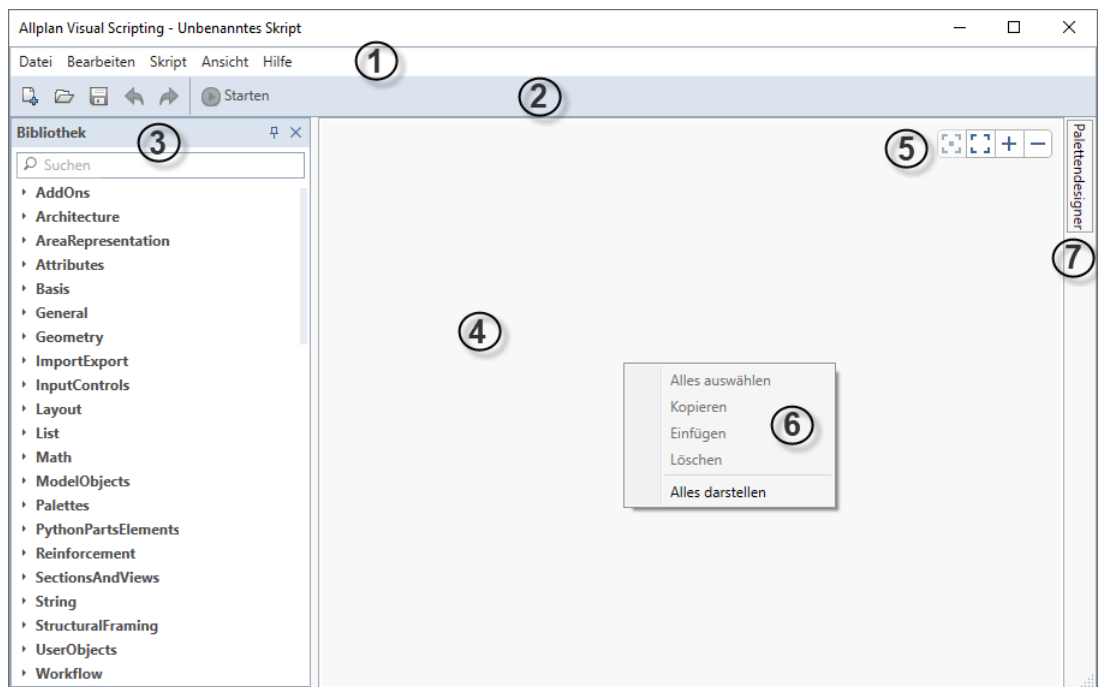 Allplan Visual Scripting - Unbenanntes Skript
Datei Bearbeiten Skript Ansicht Hilfe
1
Starten
2
Bibliothek
3
Suchen
AddOns
Architecture
AreaRepresentation
Attributes
Basis
General
Geometry
ImportExport
InputControls
Layout
List
Math
ModelObjects
Palettes
PythonPartsElements
Reinforcement
SectionsAndViews
String
StructuralFraming
UserObjects
Workflow
4
5
Alles auswählen
Kopieren
Einfügen
Löschen
Alles darstellen
6
Palettendesigner
7